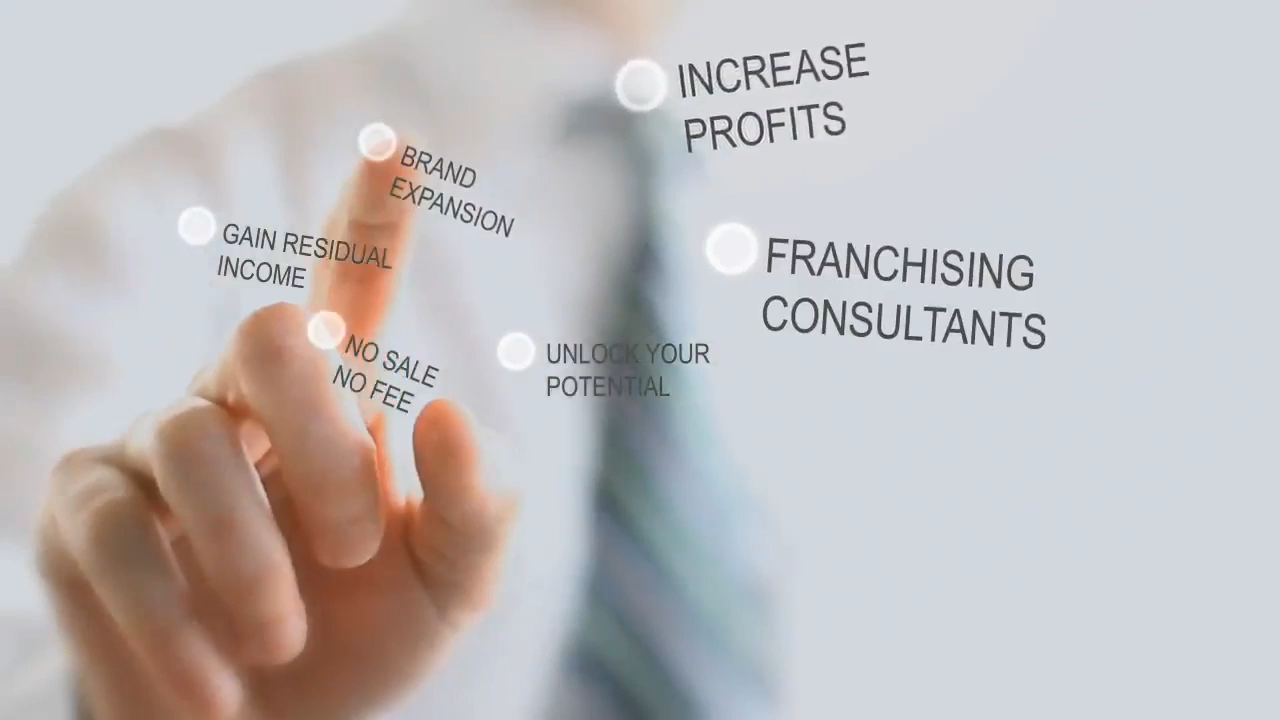 INCREASE
PROFITS
BRAND
EXPANSION
GAIN RESIDUAL
INCOME
FRANCHISING
CONSULTANTS
NO SALE
NO FEE
UNLOCK YOUR
POTENTIAL